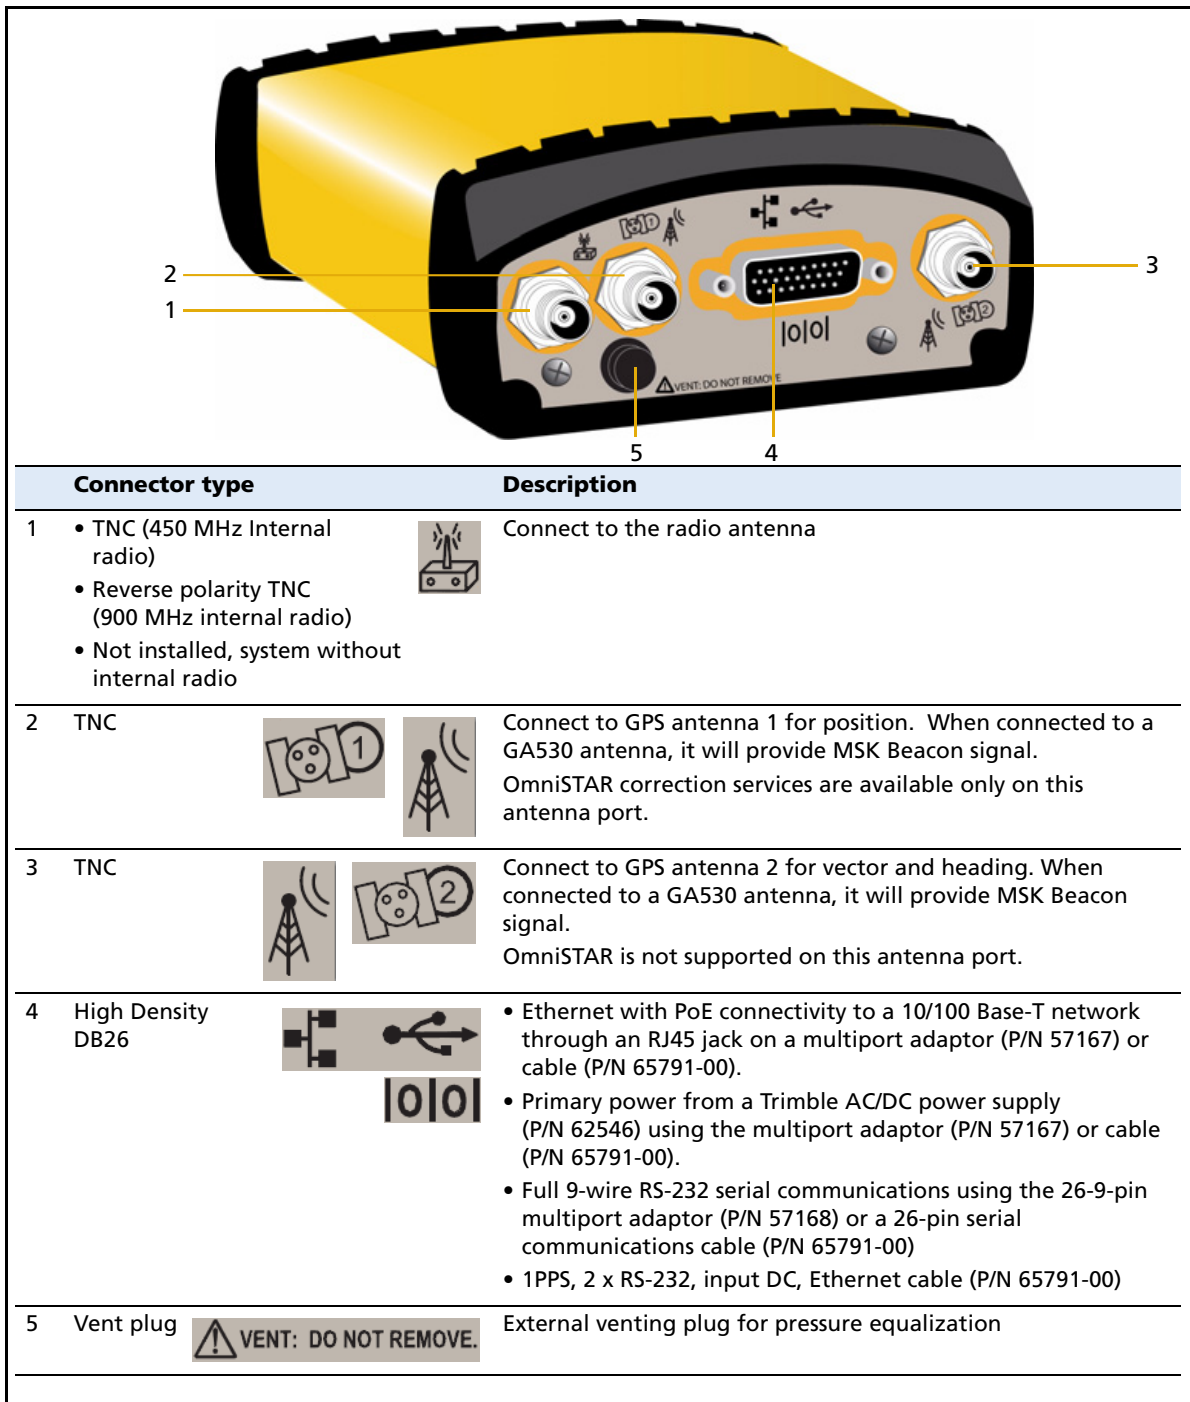 2
1
3
VENT: DO NOT REMOVE
5
4
Connector type
Description
1
• TNC (450 MHz Internal
radio)
• Reverse polarity TNC
(900 MHz internal radio)
• Not installed, system without
internal radio
Connect to the radio antenna
2
TNC
1
Connect to GPS antenna 1 for position. When connected to a
GA530 antenna, it will provide MSK Beacon signal.
OmniSTAR correction services are available only on this
antenna port.
3
TNC
2
Connect to GPS antenna 2 for vector and heading. When
connected to a GA530 antenna, it will provide MSK Beacon
signal.
OmniSTAR is not supported on this antenna port.
4
High Density
DB26
|0|0|
• Ethernet with PoE connectivity to a 10/100 Base-T network
through an RJ45 jack on a multiport adaptor (P/N 57167) or
cable (P/N 65791-00).
• Primary power from a Trimble AC/DC power supply
(P/N 62546) using the multiport adaptor (P/N 57167) or cable
(P/N 65791-00).
• Full 9-wire RS-232 serial communications using the 26-9-pin
multiport adaptor (P/N 57168) or a 26-pin serial
communications cable (P/N 65791-00)
• 1PPS, 2 x RS-232, input DC, Ethernet cable (P/N 65791-00)
5
Vent plug
VENT: DO NOT REMOVE.
External venting plug for pressure equalization